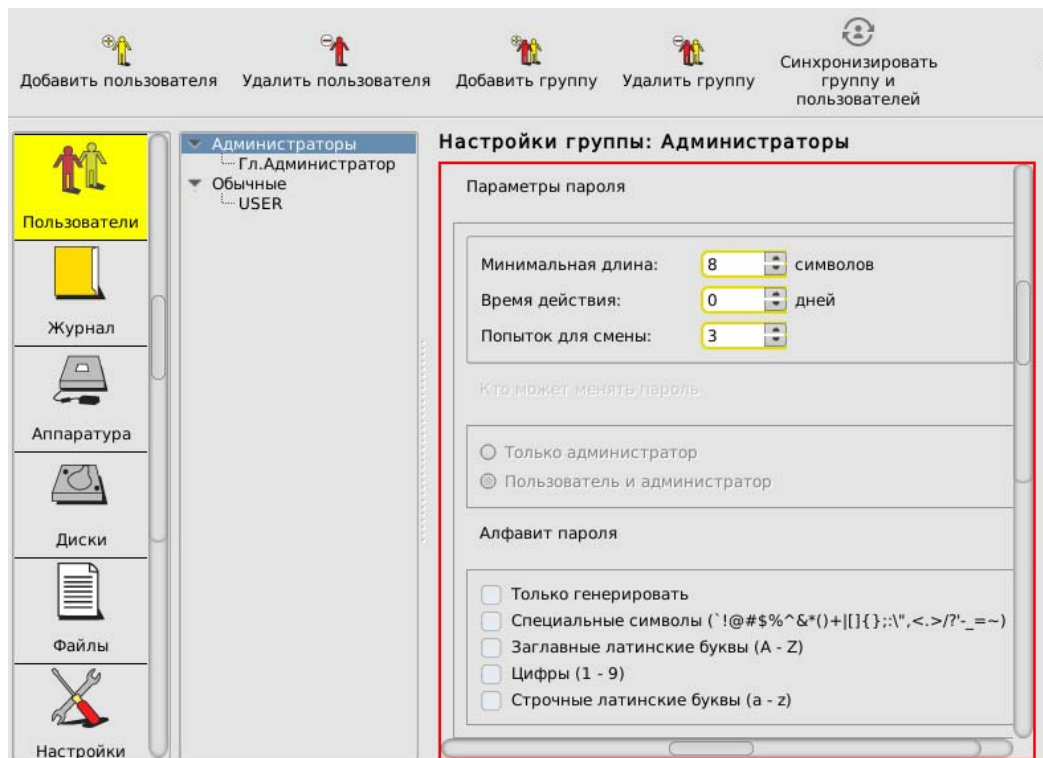 Добавить пользователя
Удалить пользователя
Добавить группу
Удалить группу
Синхронизировать
группу и
пользователей
Пользователи
Журнал
Аппаратура
Диски
Файлы
Настройки
Администраторы
Гл.Администратор
Обычные
USER
Настройки группы: Администраторы
Параметры пароля
Минимальная длина: 8 символов
Время действия: 0 дней
Попыток для смены: 3
Кто может менять пароль
Только администратор
Пользователь и администратор
Алфавит пароля
Только генерировать
Специальные символы (`!@#$%^&*()+|[]{};:\",<.>/?'-_=~)
Заглавные латинские буквы (A - Z)
Цифры (1 - 9)
Строчные латинские буквы (a - z)